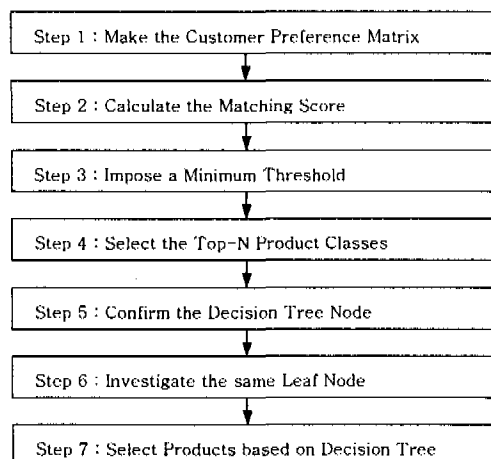 Step 1 : Make the Customer Preference Matrix
Step 2 : Calculate the Matching Score
Step 3 : Impose a Minimum Threshold
Step 4 : Select the Top-N Product Classes
Step 5 : Confirm the Decision Tree Node
Step 6 : Investigate the same Leaf Node
Step 7 : Select Products based on Decision Tree